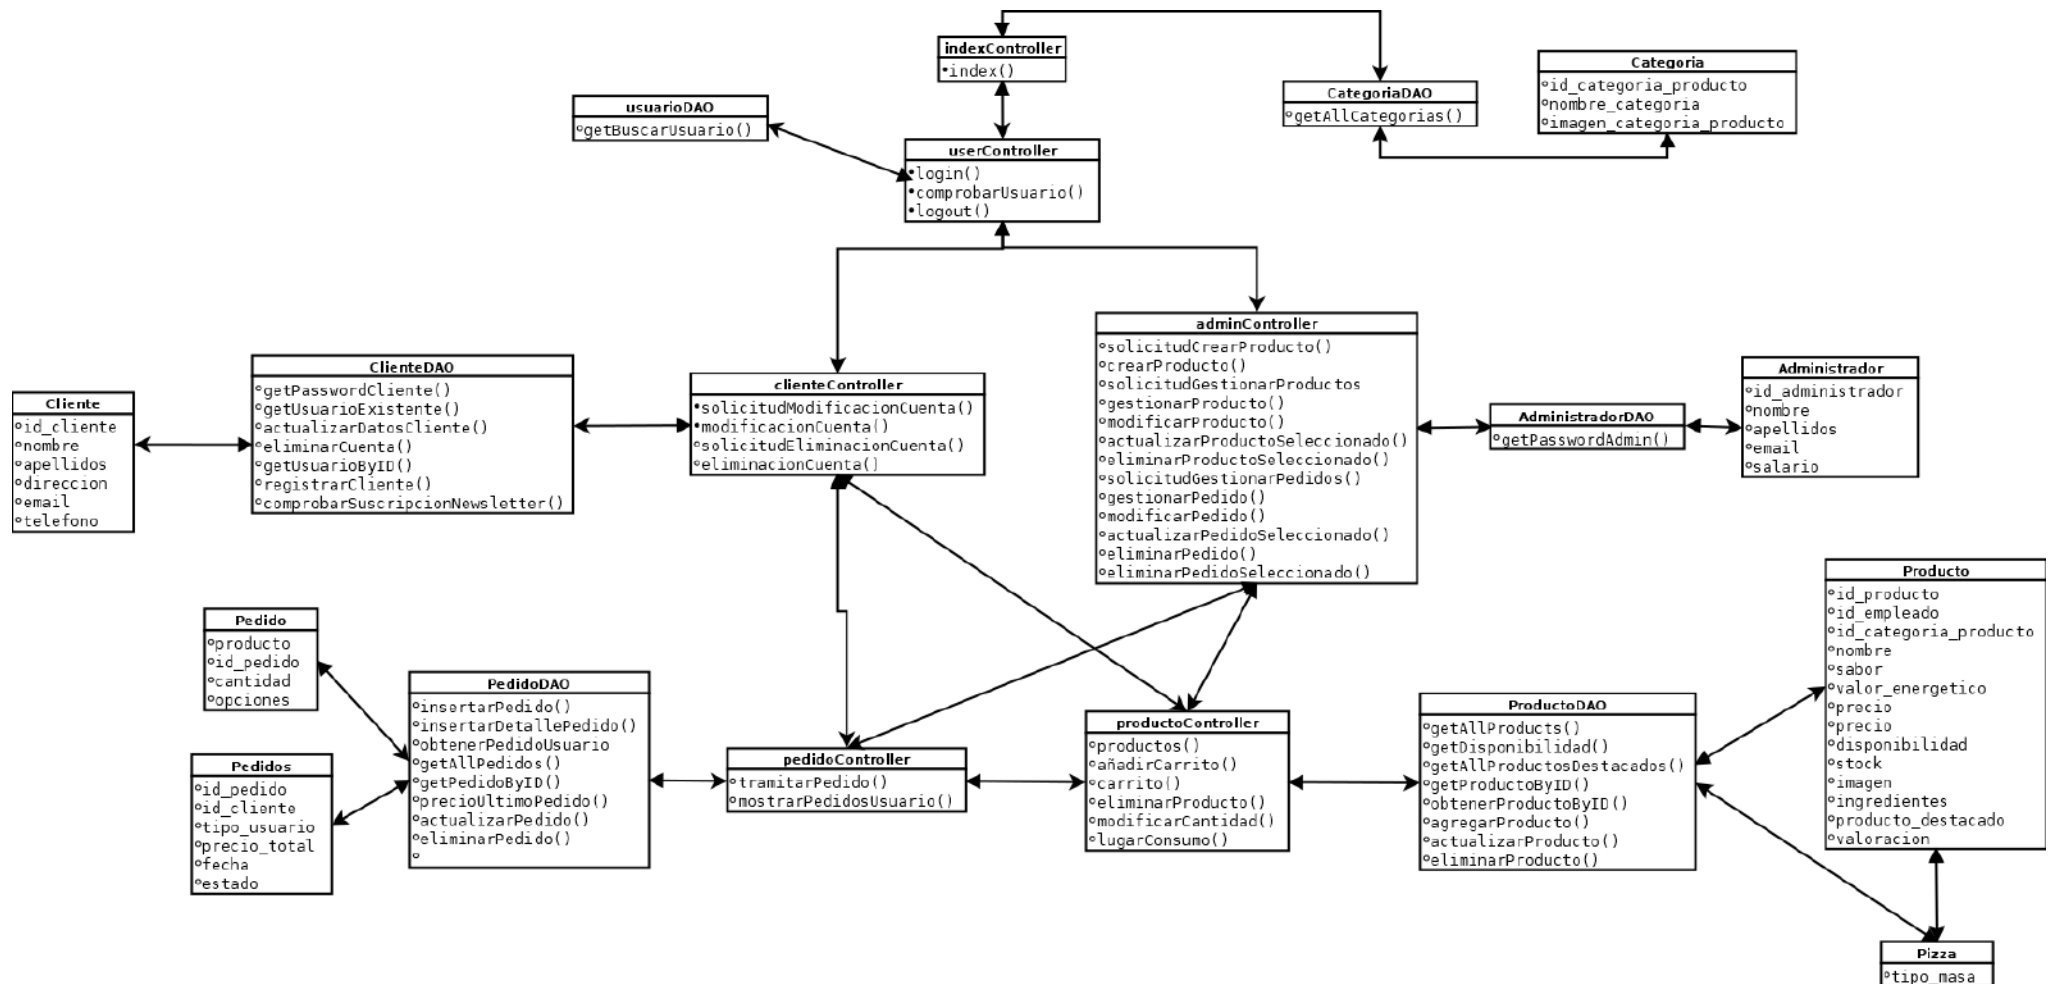 indexController
index()
usuarioDAO
getBuscarUsuario()
CategoriaDAO
getAllCategorias()
Categoria
id_categoria_producto
nombre_categoria
imagen_categoria_producto
userController
login()
comprobarUsuario()
logout()
Cliente
id_cliente
nombre
apellidos
direccion
email
telefono
ClienteDAO
getPasswordCliente()
getUsuarioExistente()
actualizarDatosCliente()
eliminarCuenta()
getUsuarioByID()
registrarCliente()
comprobarSuscripcionNewsletter()
clienteController
solicitudModificacionCuenta()
modificacionCuenta()
solicitudEliminacionCuenta()
eliminacionCuenta()
adminController
solicitudCrearProducto()
crearProducto()
solicitudGestionarProductos
gestionarProducto()
modificarProducto()
actualizarProductoSeleccionado()
eliminarProductoSeleccionado()
solicitudGestionarPedidos()
gestionarPedido()
modificarPedido()
actualizarPedidoSeleccionado()
eliminarPedido()
eliminarPedidoSeleccionado()
AdministradorDAO
getPasswordAdmin()
Administrador
id_administrador
nombre
apellidos
email
salario
Pedido
producto
id_pedido
cantidad
opciones
Pedidos
id_pedido
id_cliente
tipo_usuario
precio_total
fecha
estado
PedidoDAO
insertarPedido()
insertarDetallePedido()
obtenerPedidoUsuario
getAllPedidos()
getPedidoByID()
precioUltimoPedido()
actualizarPedido()
eliminarPedido()
pedidoController
tramitarPedido()
mostrarPedidosUsuario()
productoController
productos()
añadirCarrito()
carrito()
eliminarProducto()
modificarCantidad()
lugarConsumo()
ProductoDAO
getAllProducts()
getDisponibilidad()
getAllProductosDestacados()
getProductoByID()
obtenerProductoByID()
agregarProducto()
actualizarProducto()
eliminarProducto()
Producto
id_producto
id_empleado
id_categoria_producto
nombre
sabor
valor_energetico
precio
precio
disponibilidad
stock
imagen
ingredientes
producto_destacado
valoracion
Pizza
tipo_masa